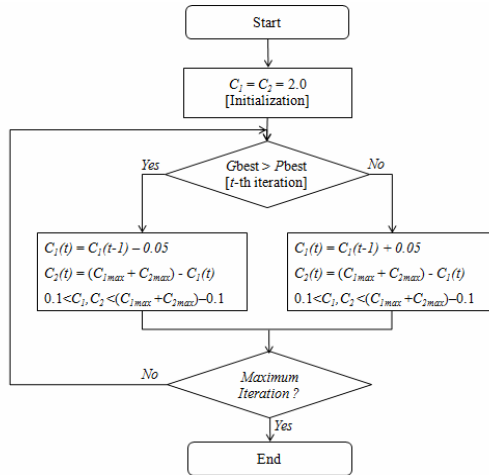 Start
C1 = C2 = 2.0
[Initialization]
Gbest > Pbest
[t-th iteration]
Yes
No
C1(t) = C1(t-1) – 0.05
C2(t) = (C1max + C2max) - C1(t)
0.1<C1, C2 <(C1max +C2max)–0.1
C1(t) = C1(t-1) + 0.05
C2(t) = (C1max + C2max) - C1(t)
0.1<C1, C2 <(C1max +C2max)–0.1
No
Maximum
Iteration ?
Yes
End